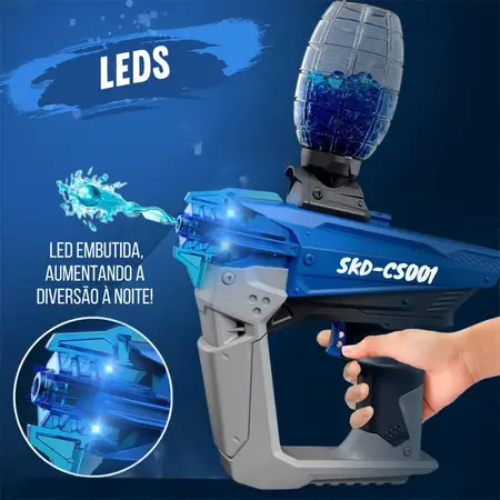 LEDS
LED EMBUTIDA,
AUMENTANDO A
DIVERSÃO À NOITE!
SKD-CS001